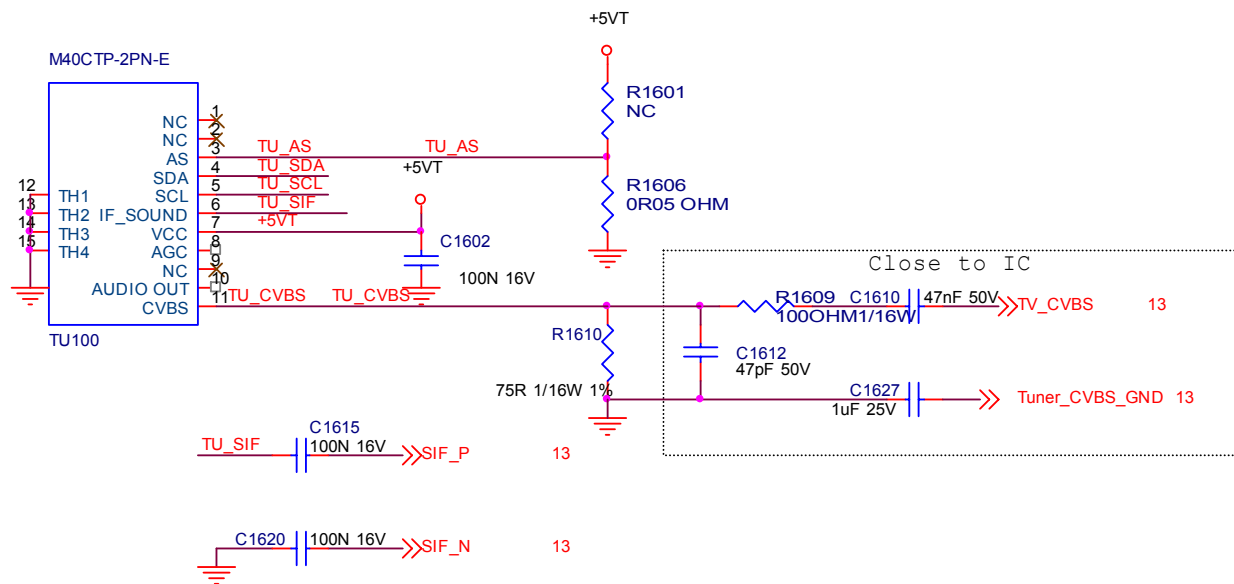 +5VT
M40CTP-2PN-E
R1601
NC
1
NC
2
NC
3
AS
TU_AS
TU_AS
4
SDA
TU_SDA
+5VT
R1606
0R05 OHM
12
TH1
5
SCL
TU_SCL
13
TH2
6
IF_SOUND
TU_SIF
14
TH3
7
VCC
+5VT
15
TH4
8
AGC
C1602
100N 16V
9
NC
10
AUDIO OUT
11
CVBS
TU_CVBS
TU_CVBS
TU100
Close to IC
R1609
100OHM1/16W
C1610
47nF 50V
TV_CVBS
13
R1610
75R 1/16W 1%
C1612
47pF 50V
C1627
1uF 25V
Tuner_CVBS_GND
13
C1615
TU_SIF
100N 16V
SIF_P
13
C1620
100N 16V
SIF_N
13